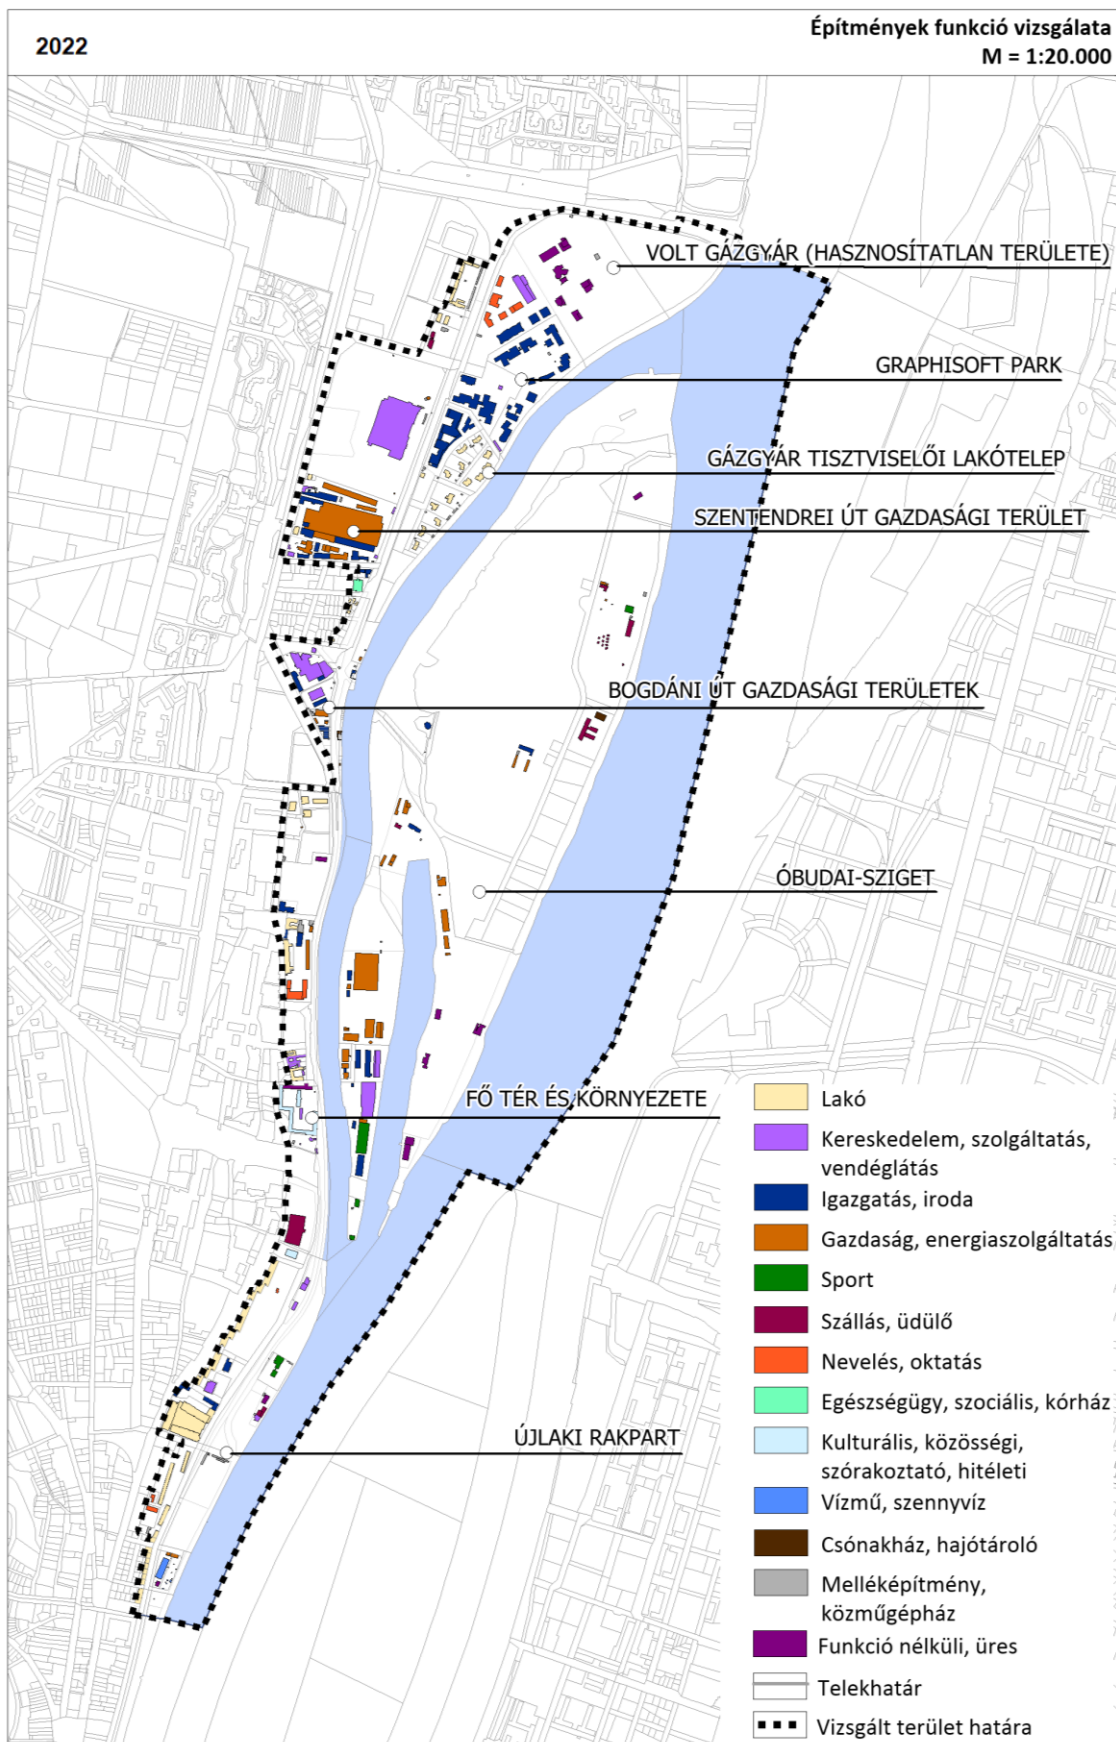 2022
Építmények funkció vizsgálata
M = 1:20.000
VOLT GÁZGYÁR (HASZNOSÍTATLAN TERÜLETE)
GRAPHISOFT PARK
GÁZGYÁR TISZTVISELŐI LAKÓTELEP
SZENTENDREI ÚT GAZDASÁGI TERÜLET
BOGDÁNI ÚT GAZDASÁGI TERÜLETEK
ÓBUDAI-SZIGET
FŐ TÉR ÉS KÖRNYEZETE
ÚJLAKI RAKPART
Lakó
Kereskedelem, szolgáltatás,
vendéglátás
Igazgatás, iroda
Gazdaság, energiaszolgáltatás
Sport
Szállás, üdülő
Nevelés, oktatás
Egészségügy, szociális, kórház
Kulturális, közösségi,
szórakoztató, hitéleti
Vízmű, szennyvíz
Csónakház, hajótároló
Melléképítmény,
közműgépház
Funkció nélküli, üres
Telekhatár
Vizsgált terület határa